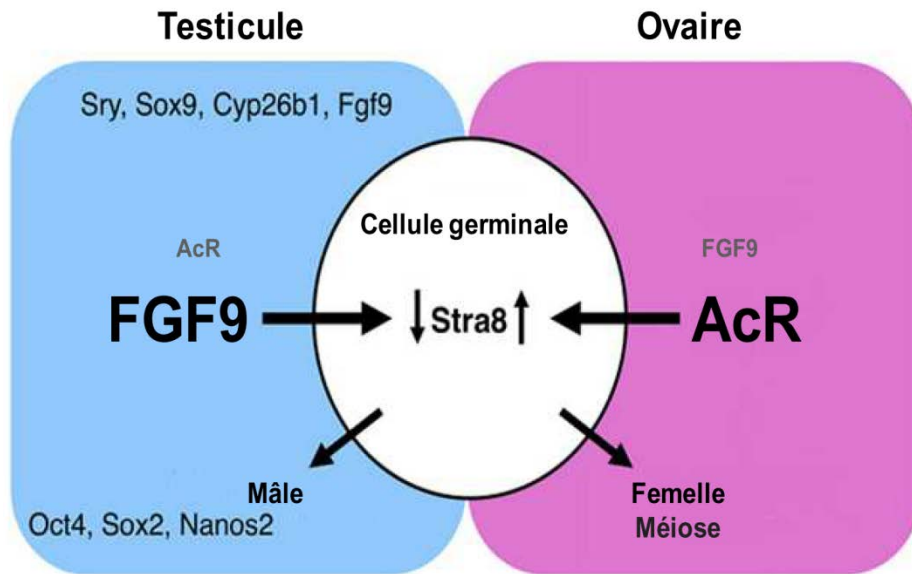 Testicule
Ovaire
Sry, Sox9, Cyp26b1, Fgf9
Cellule germinale
AcR
FGF9
FGF9
Stra8
AcR
Mâle
Femelle
Méiose
Oct4, Sox2, Nanos2